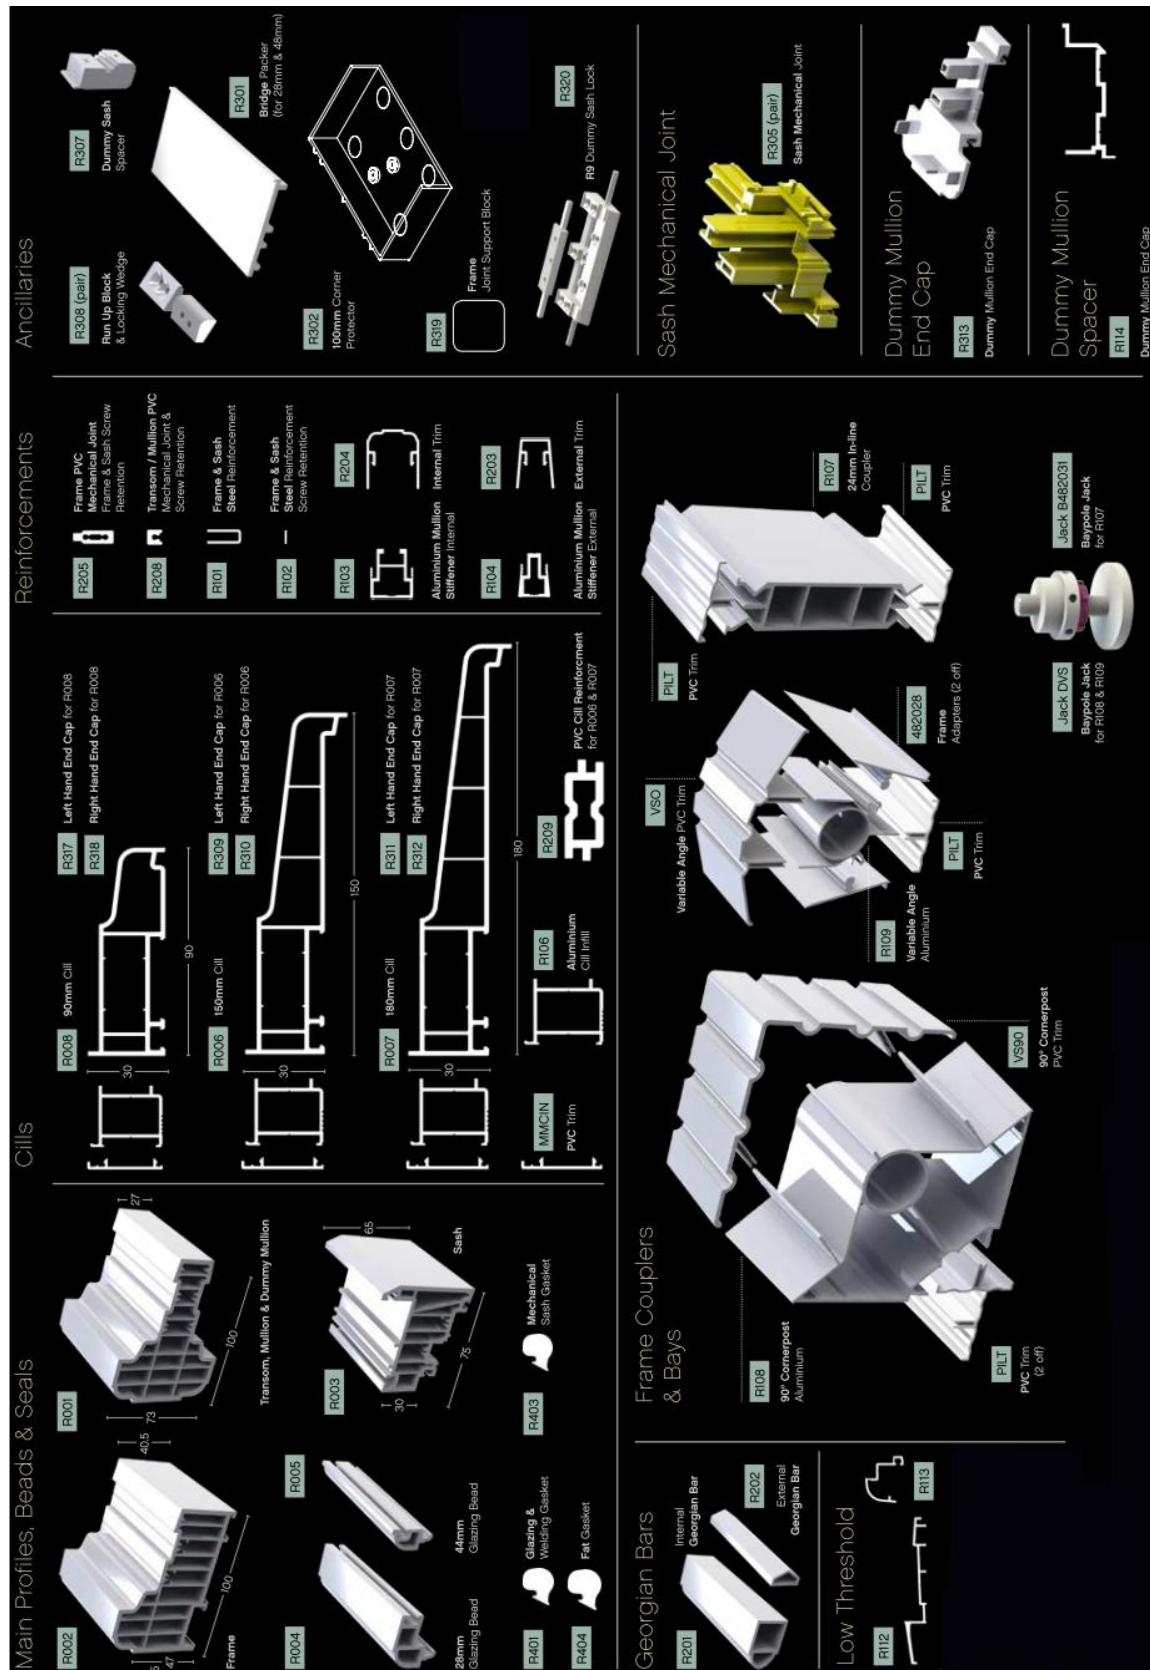 Main Profiles, Beads & Seals
R002
40.5
47
100
Frame
R001
73
27
100
Transom, Mullion & Dummy Mullion
R004
28mm
Glazing Bead
R005
44mm
Glazing Bead
R003
30
65
75
Sash
R401
Glazing &
Welding Gasket
R404
Fat Gasket
R403
Mechanical
Sash Gasket
Cills
R008
90mm Cill
30
90
R317
Left Hand End Cap for R008
R318
Right Hand End Cap for R008
R006
150mm Cill
30
150
R309
Left Hand End Cap for R006
R310
Right Hand End Cap for R006
R007
180mm Cill
30
180
R311
Left Hand End Cap for R007
R312
Right Hand End Cap for R007
MMCIN
PVC Trim
R106
Aluminium
Cill Infill
R209
PVC Cill Reinforcment
for R006 & R007
Reinforcements
R205
Frame PVC
Mechanical Joint
Frame & Sash Screw
Retention
R208
Transom / Mullion PVC
Mechanical Joint &
Screw Retention
R101
Frame & Sash
Steel Reinforcement
R102
Frame & Sash
Steel Reinforcement
Screw Retention
R103
Aluminium Mullion
Stiffener Internal
R204
Internal Trim
R104
Aluminium Mullion
Stiffener External
R203
External Trim
Ancillaries
R308 (pair)
Run Up Block
& Locking Wedge
R307
Dummy Sash
Spacer
R301
Bridge Packer
(for 28mm & 48mm)
R302
100mm Corner
Protector
R319
Frame
Joint Support Block
R320
R9 Dummy Sash Lock
Georgian Bars
R201
Internal
Georgian Bar
R202
External
Georgian Bar
Low Threshold
R112
R113
Frame Couplers
& Bays
R108
90° Cornerpost
Aluminium
PILT
PVC Trim
(2 off)
VS90
90° Cornerpost
PVC Trim
VSO
Variable Angle PVC Trim
R109
Variable Angle
Aluminium
PILT
PVC Trim
482028
Frame
Adapters (2 off)
PILT
PVC Trim
R107
24mm In-line
Coupler
PILT
PVC Trim
Jack DVS
Baypole Jack
for R108 & R109
Jack B482031
Baypole Jack
for R107
Sash Mechanical Joint
R305 (pair)
Sash Mechanical Joint
Dummy Mullion
End Cap
R313
Dummy Mullion End Cap
Dummy Mullion
Spacer
R114
Dummy Mullion End Cap